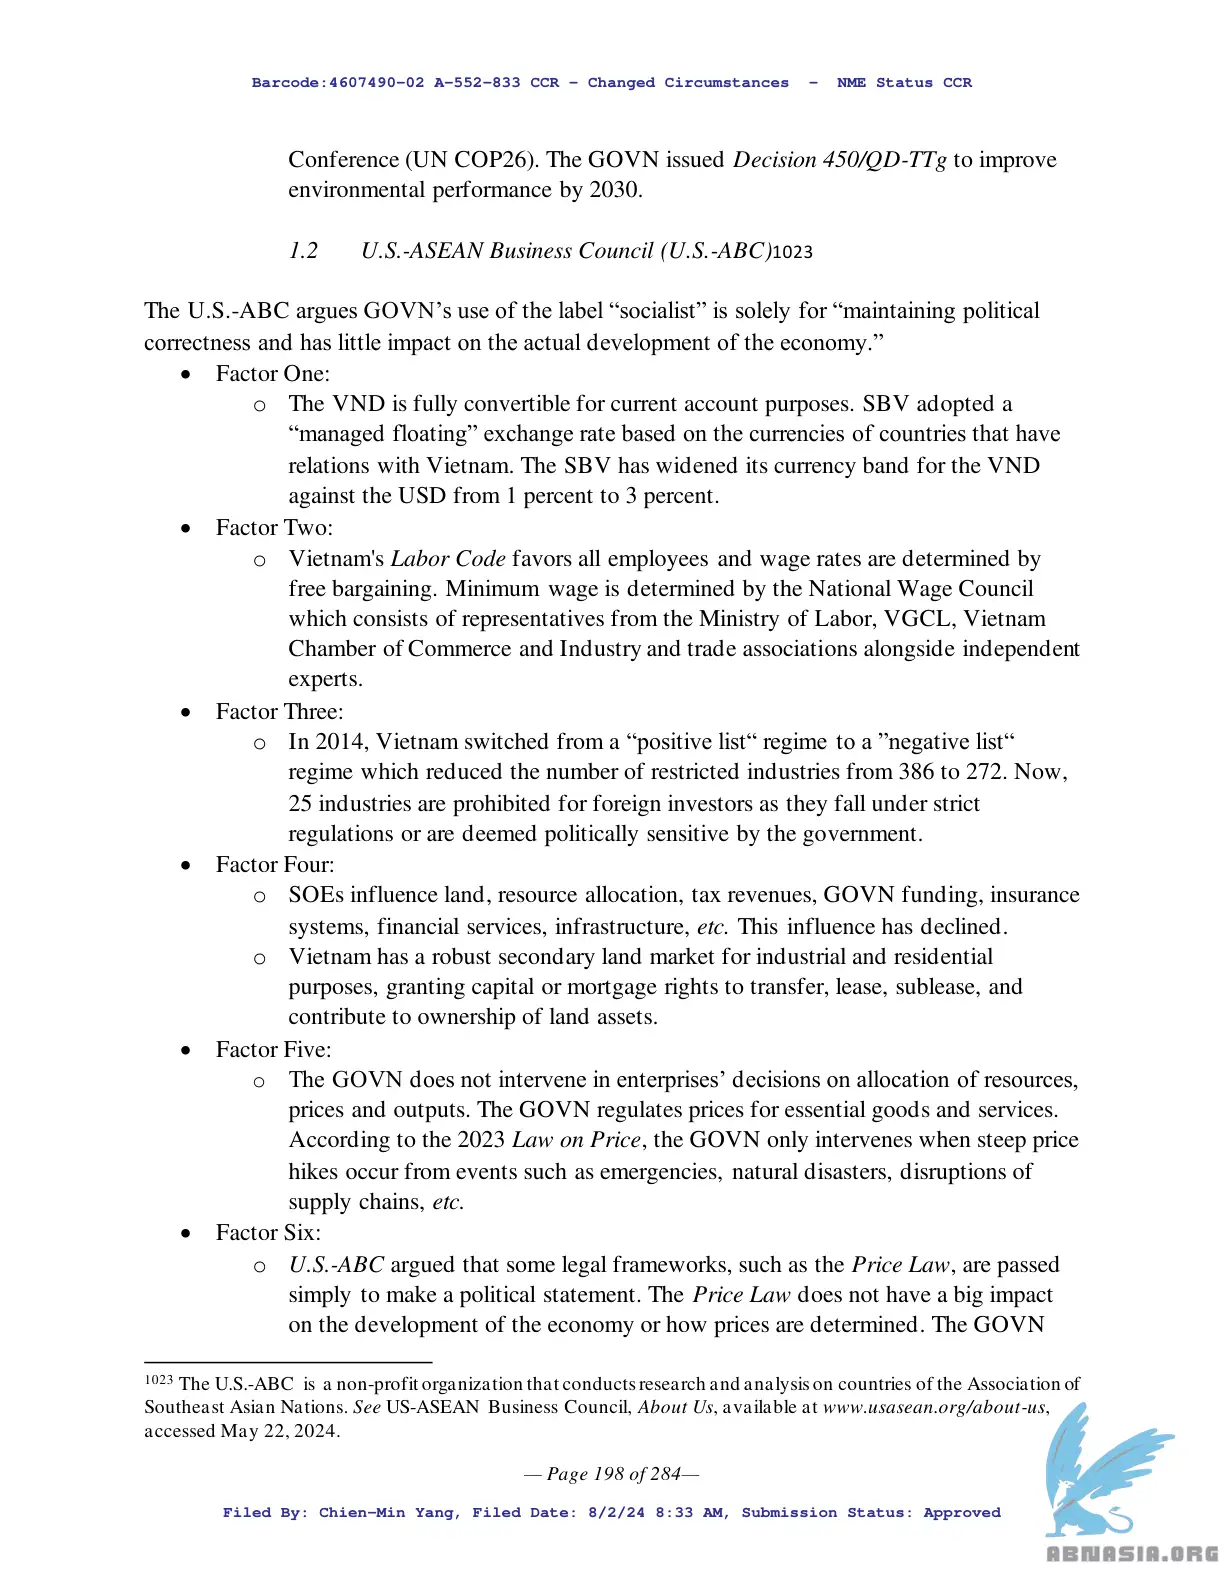 Barcode:4607490-02 A-552-833 CCR - Changed Circumstances - NME Status CCR
Conference (UN COP26). The GOVN issued Decision 450/QD-TTg to improve
environmental performance by 2030.
1.2 U.S.-ASEAN Business Council (U.S.-ABC)1023
The U.S.-ABC argues GOVN’s use of the label “socialist” is solely for “maintaining political
correctness and has little impact on the actual development of the economy.”
• Factor One:
o The VND is fully convertible for current account purposes. SBV adopted a
“managed floating” exchange rate based on the currencies of countries that have
relations with Vietnam. The SBV has widened its currency band for the VND
against the USD from 1 percent to 3 percent.
• Factor Two:
o Vietnam's Labor Code favors all employees and wage rates are determined by
free bargaining. Minimum wage is determined by the National Wage Council
which consists of representatives from the Ministry of Labor, VGCL, Vietnam
Chamber of Commerce and Industry and trade associations alongside independent
experts.
• Factor Three:
o In 2014, Vietnam switched from a “positive list“ regime to a ”negative list“
regime which reduced the number of restricted industries from 386 to 272. Now,
25 industries are prohibited for foreign investors as they fall under strict
regulations or are deemed politically sensitive by the government.
• Factor Four:
o SOEs influence land, resource allocation, tax revenues, GOVN funding, insurance
systems, financial services, infrastructure, etc. This influence has declined.
o Vietnam has a robust secondary land market for industrial and residential
purposes, granting capital or mortgage rights to transfer, lease, sublease, and
contribute to ownership of land assets.
• Factor Five:
o The GOVN does not intervene in enterprises’ decisions on allocation of resources,
prices and outputs. The GOVN regulates prices for essential goods and services.
According to the 2023 Law on Price, the GOVN only intervenes when steep price
hikes occur from events such as emergencies, natural disasters, disruptions of
supply chains, etc.
• Factor Six:
o U.S.-ABC argued that some legal frameworks, such as the Price Law, are passed
simply to make a political statement. The Price Law does not have a big impact
on the development of the economy or how prices are determined. The GOVN
1023 The U.S.-ABC is a non-profit organization that conducts research and analysis on countries of the Association of
Southeast Asian Nations. See US-ASEAN Business Council, About Us, available at www.usasean.org/about-us,
accessed May 22, 2024.
— Page 198 of 284—
Filed By: Chien-Min Yang, Filed Date: 8/2/24 8:33 AM, Submission Status: Approved
ABNASIA.ORG